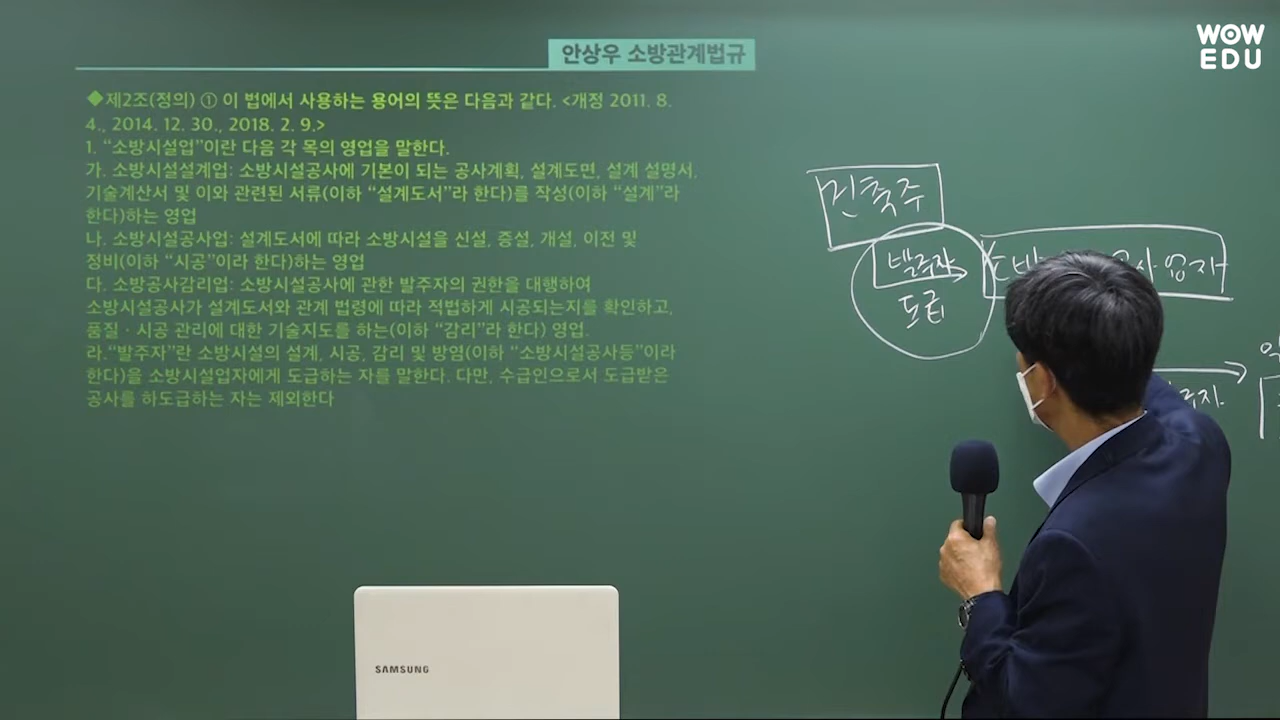 WOW
EDU
안상우 소방관계법규
◆제2조(정의) ① 이 법에서 사용하는 용어의 뜻은 다음과 같다. <개정 2011. 8.
4., 2014. 12. 30., 2018. 2. 9.>
1. “소방시설업”이란 다음 각 목의 영업을 말한다.
가. 소방시설설계업: 소방시설공사에 기본이 되는 공사계획, 설계도면, 설계 설명서,
기술계산서 및 이와 관련된 서류(이하 “설계도서”라 한다)를 작성(이하 “설계”라
한다)하는 영업
나. 소방시설공사업: 설계도서에 따라 소방시설을 신설, 증설, 개설, 이전 및
정비(이하 “시공”이라 한다)하는 영업
다. 소방공사감리업: 소방시설공사에 관한 발주자의 권한을 대행하여
소방시설공사가 설계도서와 관계 법령에 따라 적법하게 시공되는지를 확인하고,
품질ㆍ시공 관리에 대한 기술지도를 하는(이하 “감리”라 한다) 영업.
라.“발주자”란 소방시설의 설계, 시공, 감리 및 방염(이하 “소방시설공사등”이라
한다)을 소방시설업자에게 도급하는 자를 말한다. 다만, 수급인으로서 도급받은
공사를 하도급하는 자는 제외한다
건축주
발주자
도급
공사업자
주자
SAMSUNG